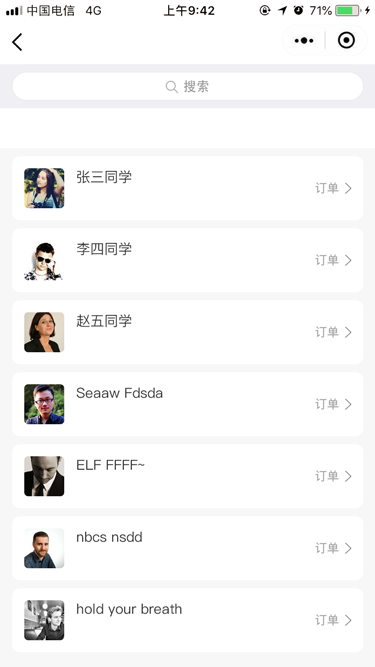 中国电信 4G 上午9:42 71%
搜索
张三同学
订单
李四同学
订单
赵五同学
订单
Seaaw Fdsda
订单
ELF FFFF~
订单
nbcs nsdd
订单
hold your breath
订单